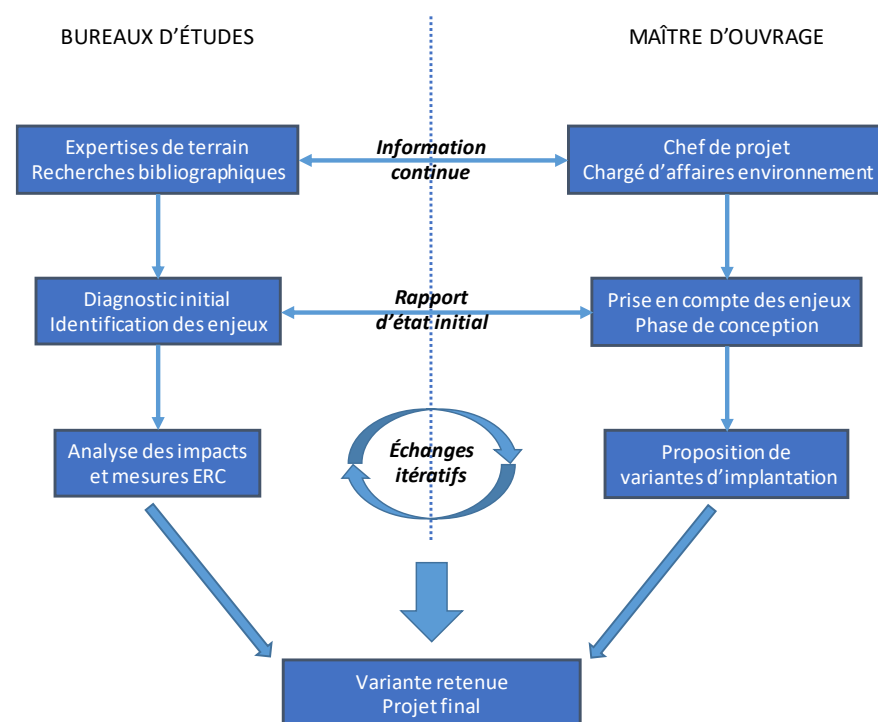 BUREAUX D'ÉTUDES
MAÎTRE D'OUVRAGE
Expertises de terrain
Recherches bibliographiques
Information
continue
Chef de projet
Chargé d'affaires environnement
Diagnostic initial
Identification des enjeux
Rapport
d'état initial
Prise en compte des enjeux
Phase de conception
Analyse des impacts
et mesures ERC
Échanges
itératifs
Proposition de
variantes d'implantation
Variante retenue
Projet final